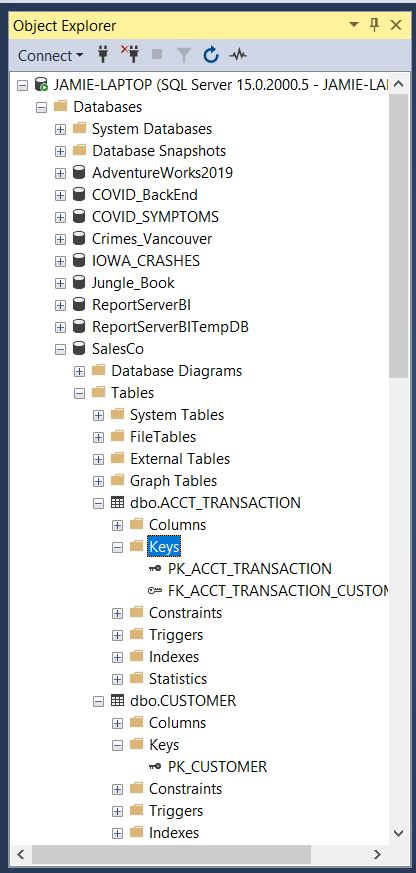 Object Explorer
Connect
JAMIE-LAPTOP (SQL Server 15.0.2000.5 - JAMIE-LA
Databases
System Databases
Database Snapshots
AdventureWorks2019
COVID_BackEnd
COVID_SYMPTOMS
Crimes_Vancouver
IOWA_CRASHES
Jungle_Book
ReportServerBI
ReportServerBITempDB
SalesCo
Database Diagrams
Tables
System Tables
FileTables
External Tables
Graph Tables
dbo.ACCT_TRANSACTION
Columns
Keys
PK_ACCT_TRANSACTION
FK_ACCT_TRANSACTION_CUSTOM
Constraints
Triggers
Indexes
Statistics
dbo.CUSTOMER
Columns
Keys
PK_CUSTOMER
Constraints
Triggers
Indexes